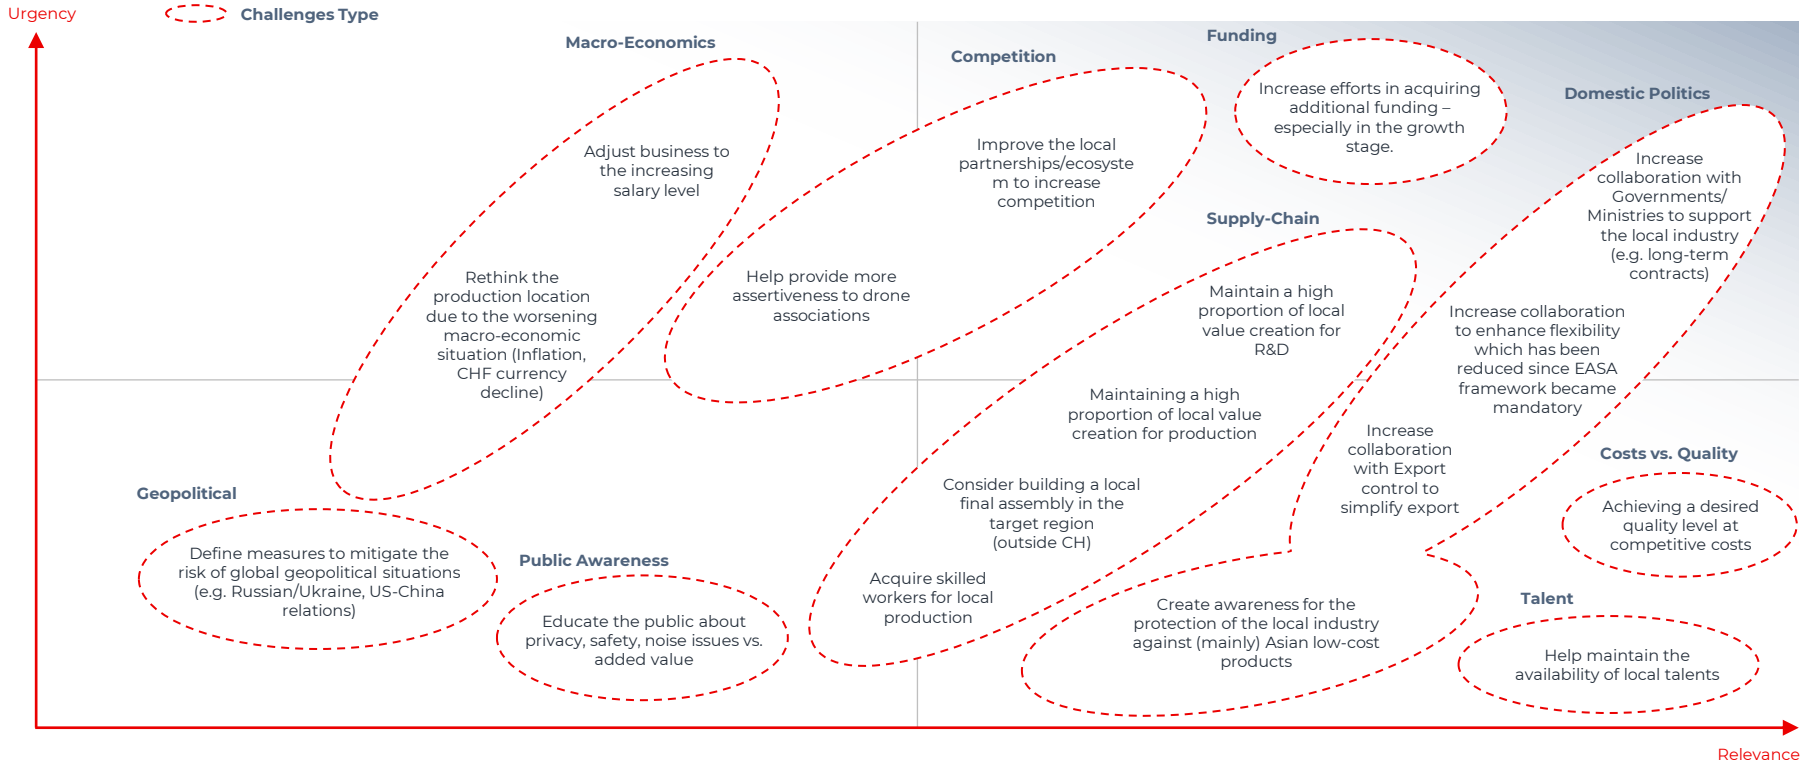 Urgency
Challenges Type
Macro-Economics
Adjust business to
the increasing
salary level
Rethink the
production location
due to the worsening
macro-economic
situation (Inflation,
CHF currency
decline)
Competition
Improve the local
partnerships/ecosyste
m to increase
competition
Help provide more
assertiveness to drone
associations
Funding
Increase efforts in acquiring
additional funding –
especially in the growth
stage.
Domestic Politics
Increase
collaboration with
Governments/
Ministries to support
the local industry
(e.g. long-term
contracts)
Increase collaboration
to enhance flexibility
which has been
reduced since EASA
framework became
mandatory
Increase
collaboration
with Export
control to
simplify export
Create awareness for the
protection of the local industry
against (mainly) Asian low-cost
products
Supply-Chain
Maintain a high
proportion of local
value creation for
R&D
Maintaining a high
proportion of local value
creation for production
Consider building a local
final assembly in the
target region
(outside CH)
Acquire skilled
workers for local
production
Geopolitical
Define measures to mitigate the
risk of global geopolitical situations
(e.g. Russian/Ukraine, US-China
relations)
Public Awareness
Educate the public about
privacy, safety, noise issues vs.
added value
Costs vs. Quality
Achieving a desired
quality level at
competitive costs
Talent
Help maintain the
availability of local talents
Relevance